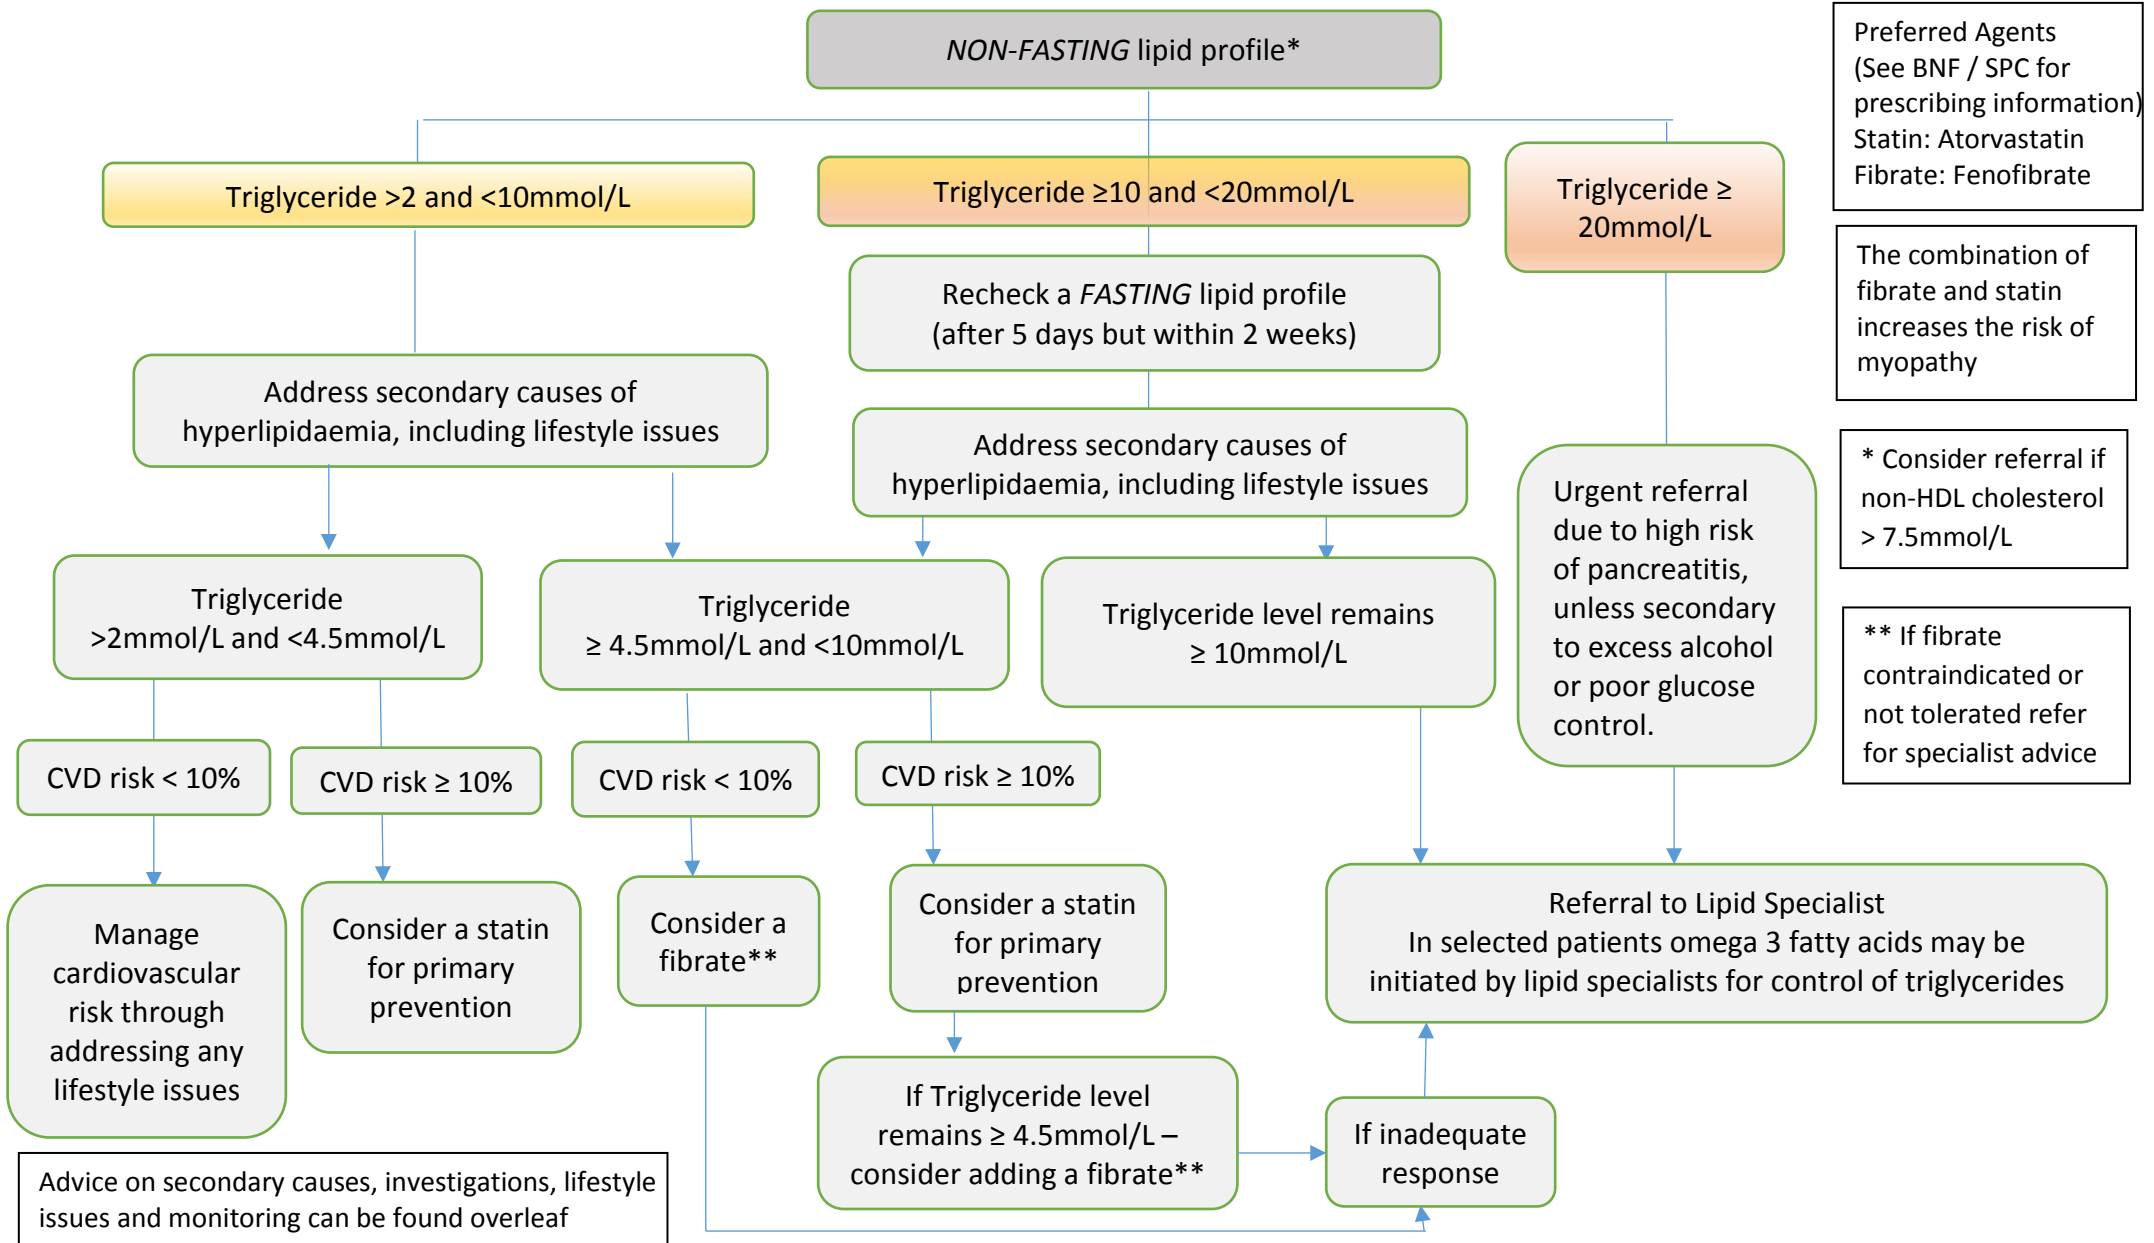 NON-FASTING lipid profile*
Preferred Agents
(See BNF / SPC for
prescribing information)
Statin: Atorvastatin
Fibrate: Fenofibrate
Triglyceride >2 and <10mmol/L
Triglyceride ≥10 and <20mmol/L
Triglyceride ≥
20mmol/L
The combination of
fibrate and statin
increases the risk of
myopathy
Recheck a FASTING lipid profile
(after 5 days but within 2 weeks)
Address secondary causes of
hyperlipidaemia, including lifestyle issues
Address secondary causes of
hyperlipidaemia, including lifestyle issues
Urgent referral
due to high risk
of pancreatitis,
unless secondary
to excess alcohol
or poor glucose
control.
* Consider referral if
non-HDL cholesterol
> 7.5mmol/L
Triglyceride
>2mmol/L and <4.5mmol/L
Triglyceride
≥ 4.5mmol/L and <10mmol/L
Triglyceride level remains
≥ 10mmol/L
** If fibrate
contraindicated or
not tolerated refer
for specialist advice
CVD risk < 10%
CVD risk ≥ 10%
CVD risk < 10%
CVD risk ≥ 10%
Manage
cardiovascular
risk through
addressing any
lifestyle issues
Consider a statin
for primary
prevention
Consider a
fibrate**
Consider a statin
for primary
prevention
Referral to Lipid Specialist
In selected patients omega 3 fatty acids may be
initiated by lipid specialists for control of triglycerides
If Triglyceride level
remains ≥ 4.5mmol/L –
consider adding a fibrate**
If inadequate
response
Advice on secondary causes, investigations, lifestyle
issues and monitoring can be found overleaf